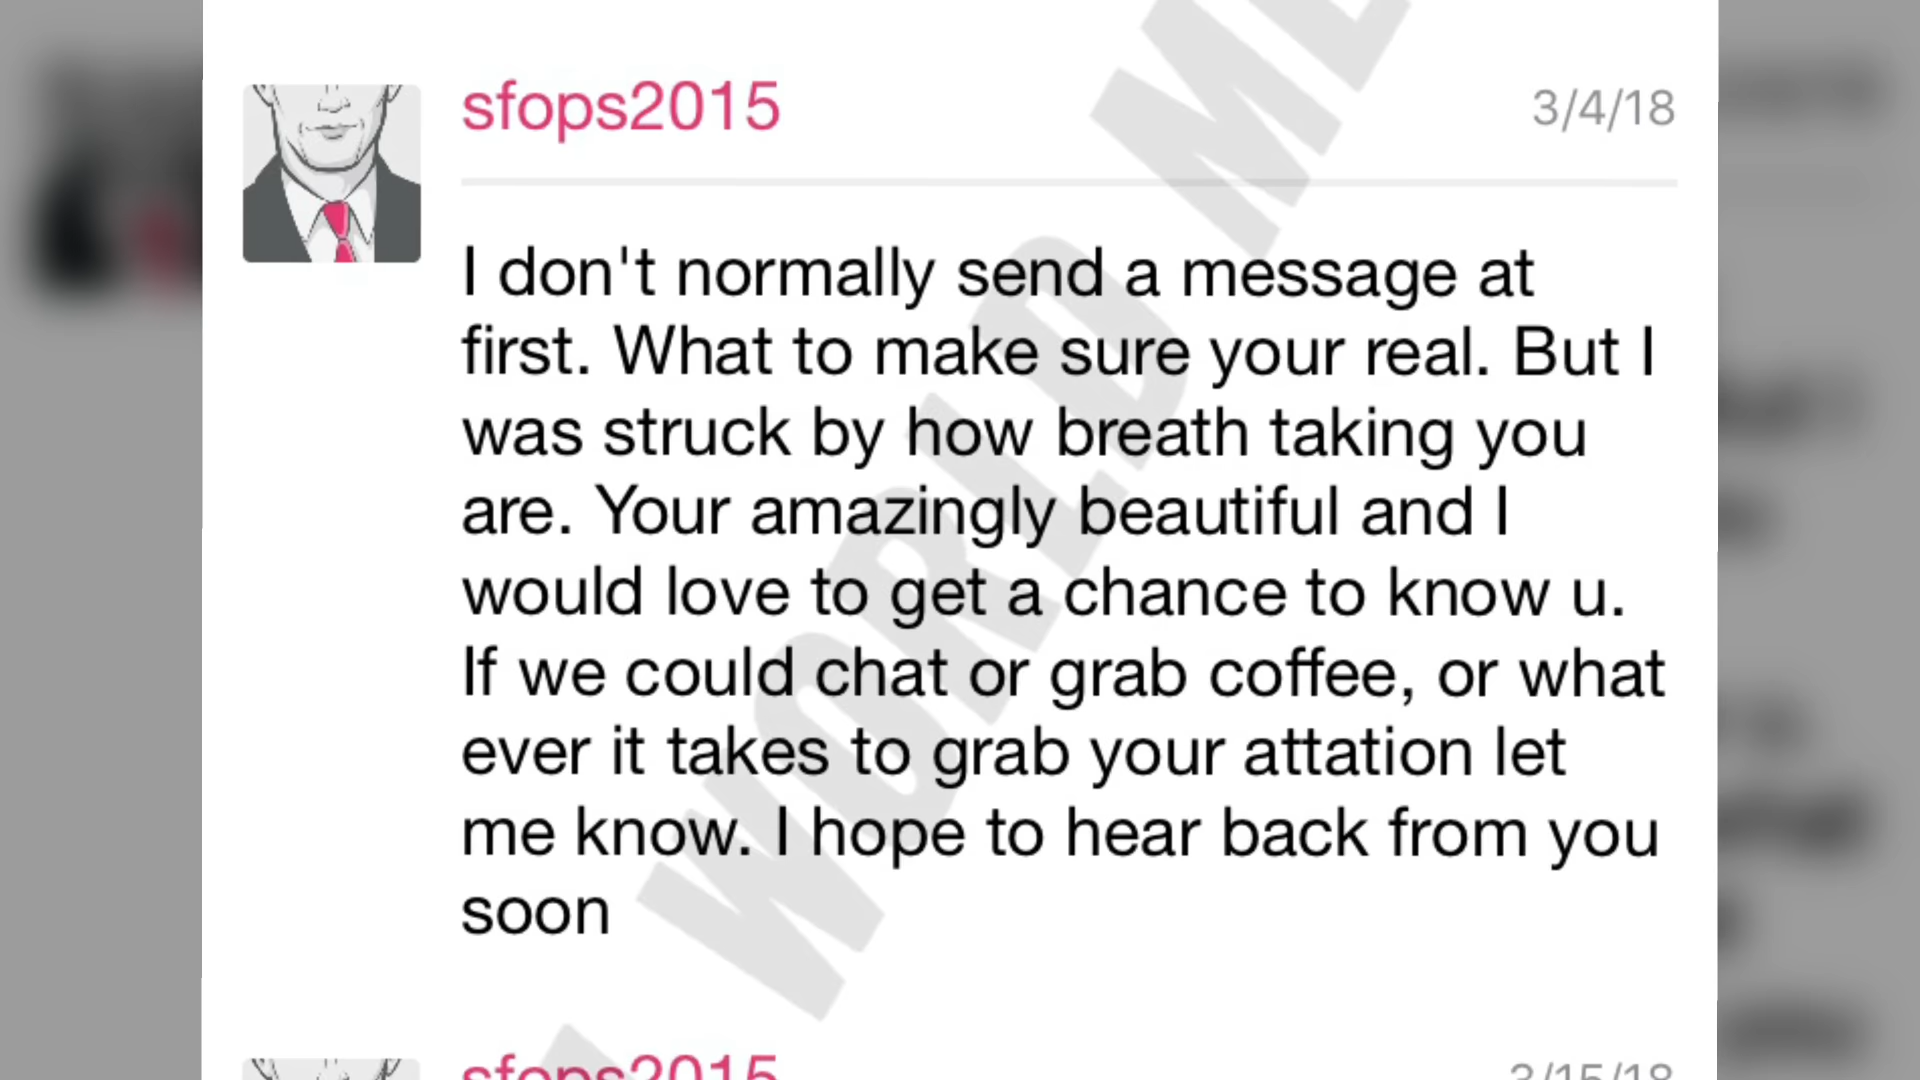 sfops2015
3/4/18
I don't normally send a message at
first. What to make sure your real. But I
was struck by how breath taking you
are. Your amazingly beautiful and I
would love to get a chance to know u.
If we could chat or grab coffee, or what
ever it takes to grab your attation let
me know. I hope to hear back from you
soon
WORLD
sfops2015
3/15/18